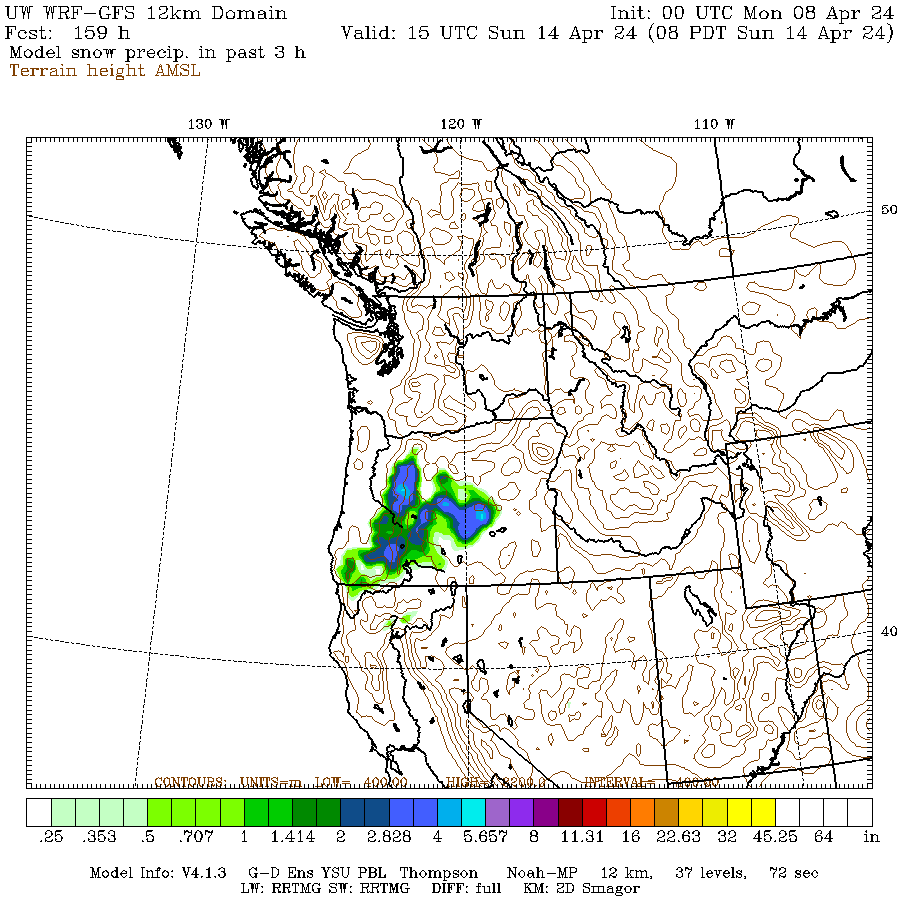 UW WRF-GFS 12km Domain Init: 00 UTC Mon 08 Apr 24
Fcst: 159 h Valid: 15 UTC Sun 14 Apr 24 (08 PDT Sun 14 Apr 24)
Model snow precip. in past 3 h
Terrain height AMSL
130 W 120 W 110 W
50
40
CONTOURS: UNITS=m LOW= 400.00 HIGH= 3200.0 INTERVAL= 400.00
.25 .353 .5 .707 1 1.414 2 2.828 4 5.657 8 11.31 16 22.63 32 45.25 64 in
Model Info: V4.1.3 G-D Ens YSU PBL Thompson Noah-MP 12 km, 37 levels, 72 sec
LW: RRTMG SW: RRTMG DIFF: full KM: 2D Smagor